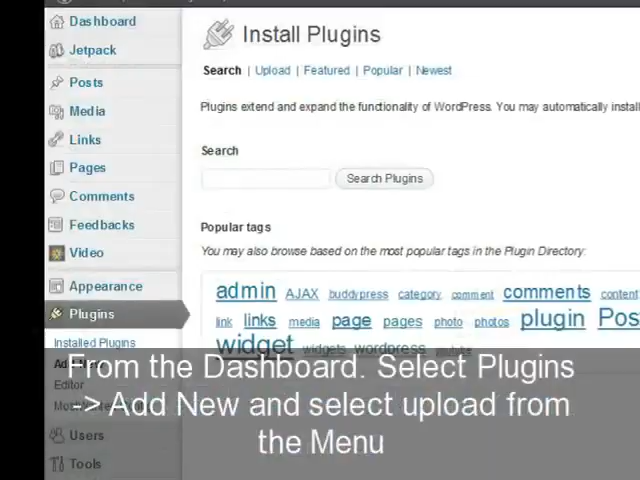 Dashboard
Jetpack
Posts
Media
Links
Pages
Comments
Feedbacks
Video
Appearance
Plugins
Installed Plugins
Add New
Editor
Users
Tools
Install Plugins
Search | Upload | Featured | Popular | Newest
Plugins extend and expand the functionality of WordPress. You may automatically install
Search
Search Plugins
Popular tags
You may also browse based on the most popular tags in the Plugin Directory:
admin AJAX buddypress category comment comments content
link links media page pages photo photos plugin Pos
widget widgets wordpress youtube
From the Dashboard. Select Plugins
-> Add New and select upload from
the Menu